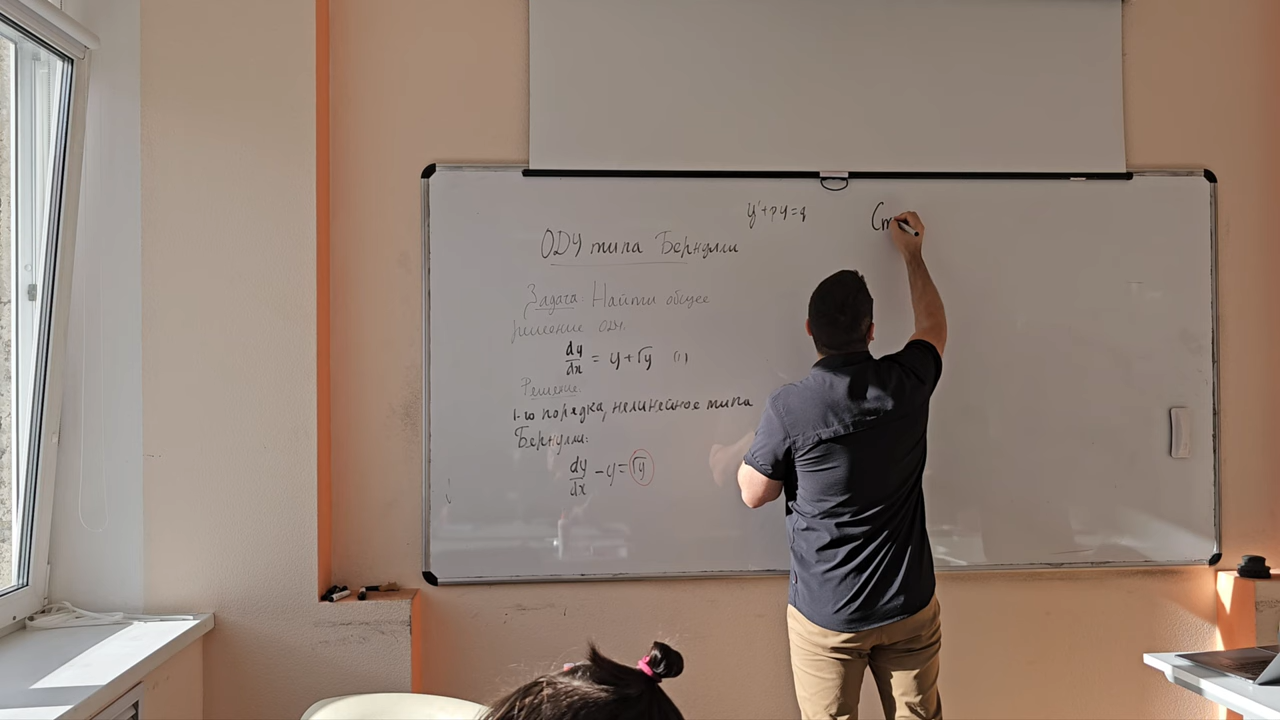 ОДУ типа Бернулли
Задача: Найти общее
решение ОДУ.
dy/dx = y + √y (1)
Решение.
1-го порядка, нелинейное типа
Бернулли:
dy/dx - y = √y
y' + py = q
Ст